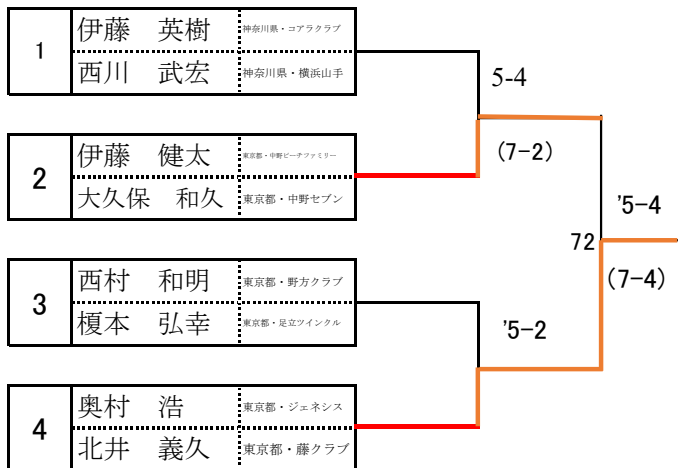 1
伊藤　英樹 神奈川県・コアラクラブ
西川　武宏 神奈川県・横浜山手
5-4
2
伊藤　健太 東京都・中野ピーチファミリー
大久保　和久 東京都・中野セブン
(7-2)
'5-4
72
(7-4)
3
西村　和明 東京都・野方クラブ
榎本　弘幸 東京都・足立ツインクル
'5-2
4
奥村　浩 東京都・ジェネシス
北井　義久 東京都・藤クラブ